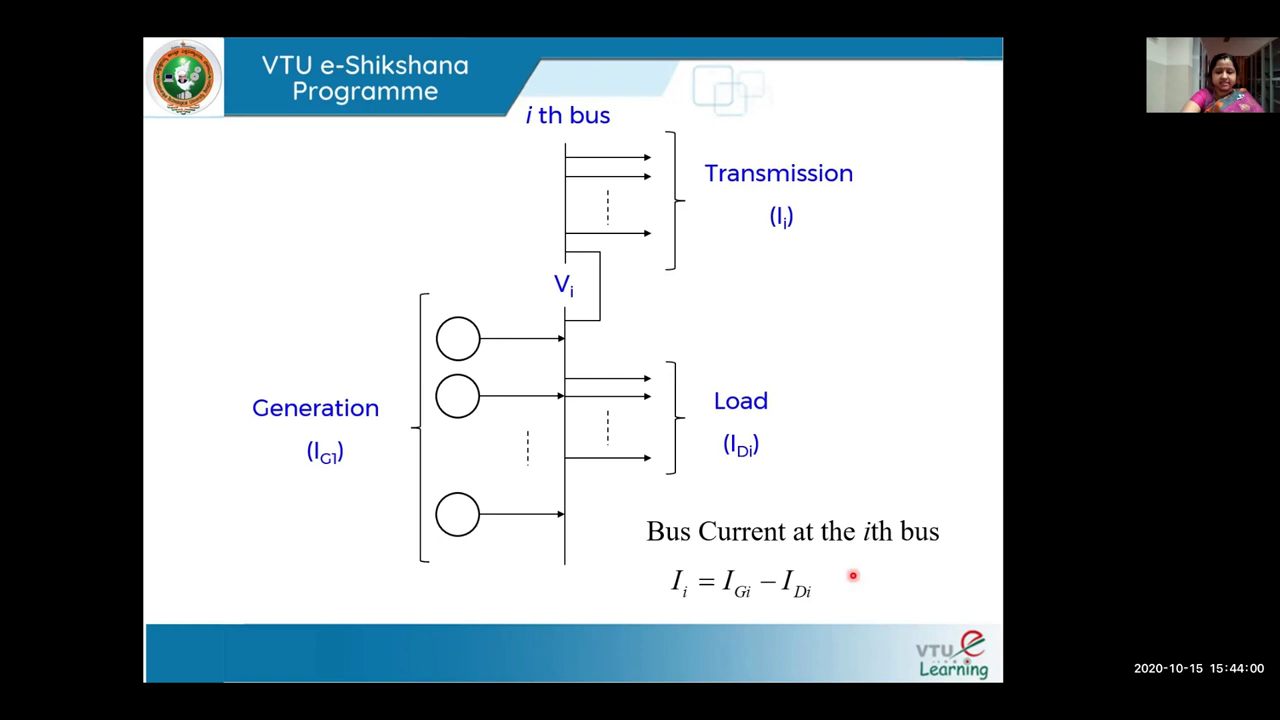 VTU e-Shikshana
Programme
i th bus
Transmission
(Ii)
Vi
Generation
(IG1)
Load
(IDi)
Bus Current at the ith bus
Ii = IGi − IDi
VTU e
Learning
2020-10-15 15:44:00